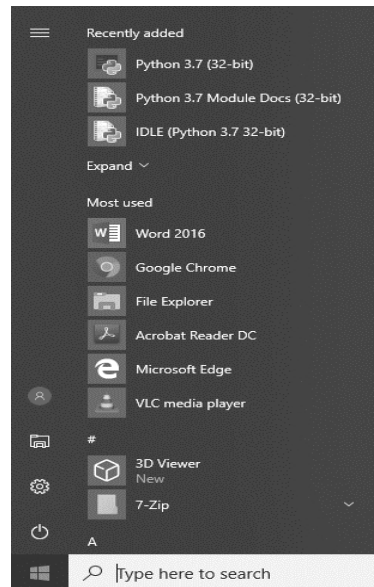 Recently added
Python 3.7 (32-bit)
Python 3.7 Module Docs (32-bit)
IDLE (Python 3.7 32-bit)
Expand
Most used
Word 2016
Google Chrome
File Explorer
Acrobat Reader DC
Microsoft Edge
VLC media player
#
3D Viewer
New
7-Zip
A
Type here to search